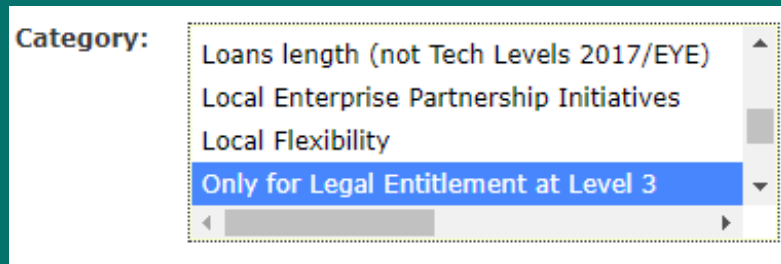 Category:
Loans length (not Tech Levels 2017/EYE)
Local Enterprise Partnership Initiatives
Local Flexibility
Only for Legal Entitlement at Level 3